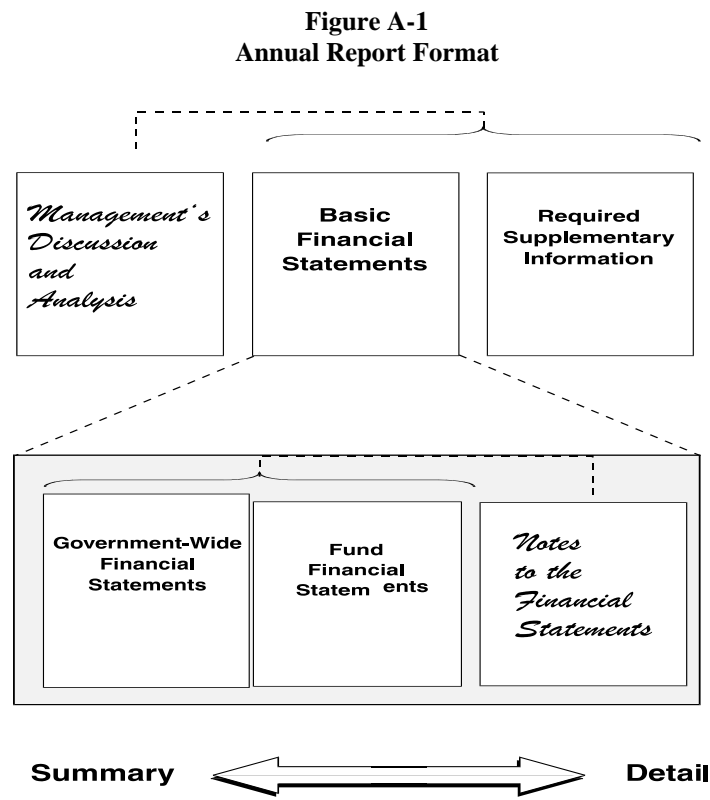 Figure A-1
Annual Report Format
Management's
Discussion
and
Analysis
Basic
Financial
Statements
Required
Supplementary
Information
Government-Wide
Financial
Statements
Fund
Financial
Statem ents
Notes
to the
Financial
Statements
Summary
Detail